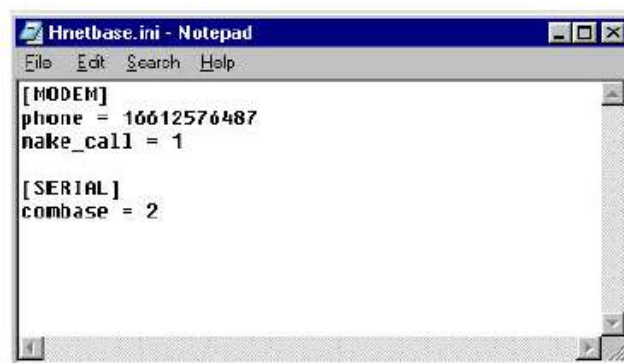 Hnetbase.ini - Notepad
File Edit Search Help
[MODEM]
phone = 16612576487
make_call = 1
[SERIAL]
combase = 2